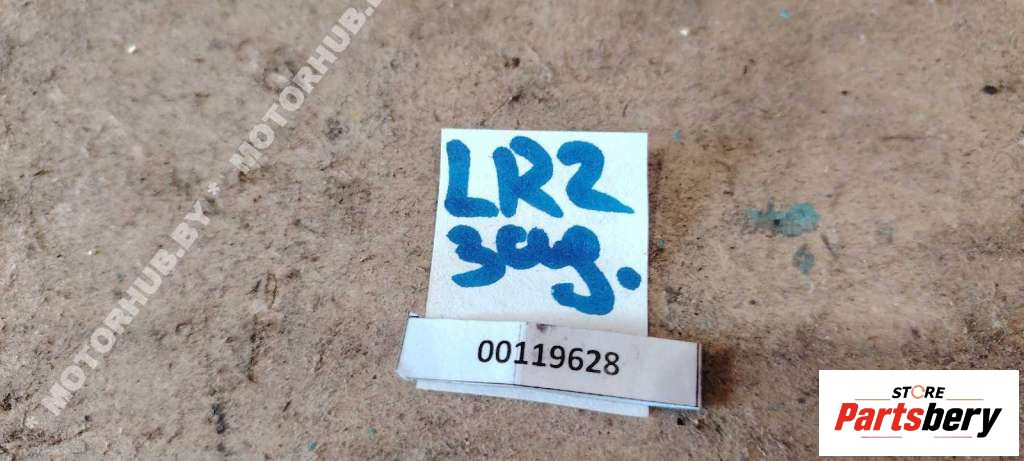 MOTORHUB.BY * MOTORHUB.BY
LR2
зад.
00119628
STORE
Partsbery